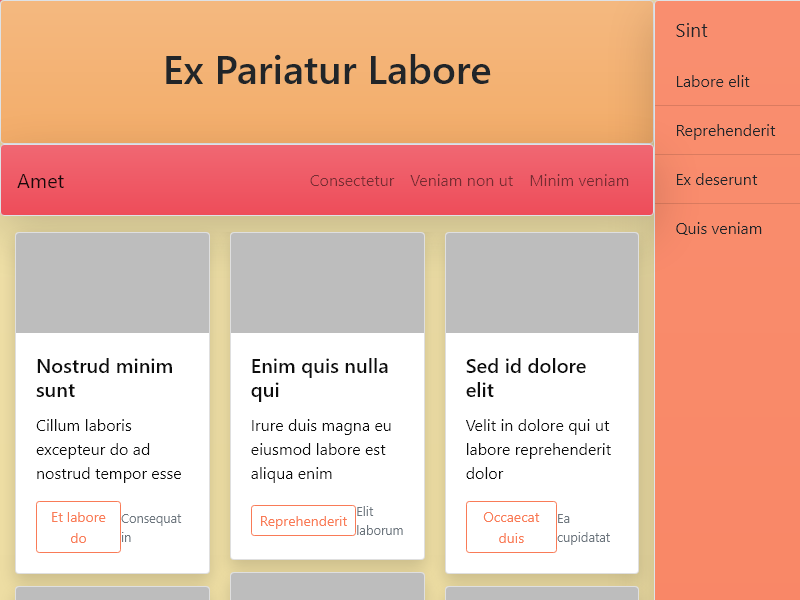 Ex Pariatur Labore
Amet
Consectetur
Veniam non ut
Minim veniam
Nostrud minim
sunt
Cillum laboris
excepteur do ad
nostrud tempor esse
Et labore
do
Consequat
in
Enim quis nulla
qui
Irure duis magna eu
eiusmod labore est
aliqua enim
Reprehenderit
Elit
laborum
Sed id dolore
elit
Velit in dolore qui ut
labore reprehenderit
dolor
Occaecat
duis
Ea
cupidatat
Sint
Labore elit
Reprehenderit
Ex deserunt
Quis veniam